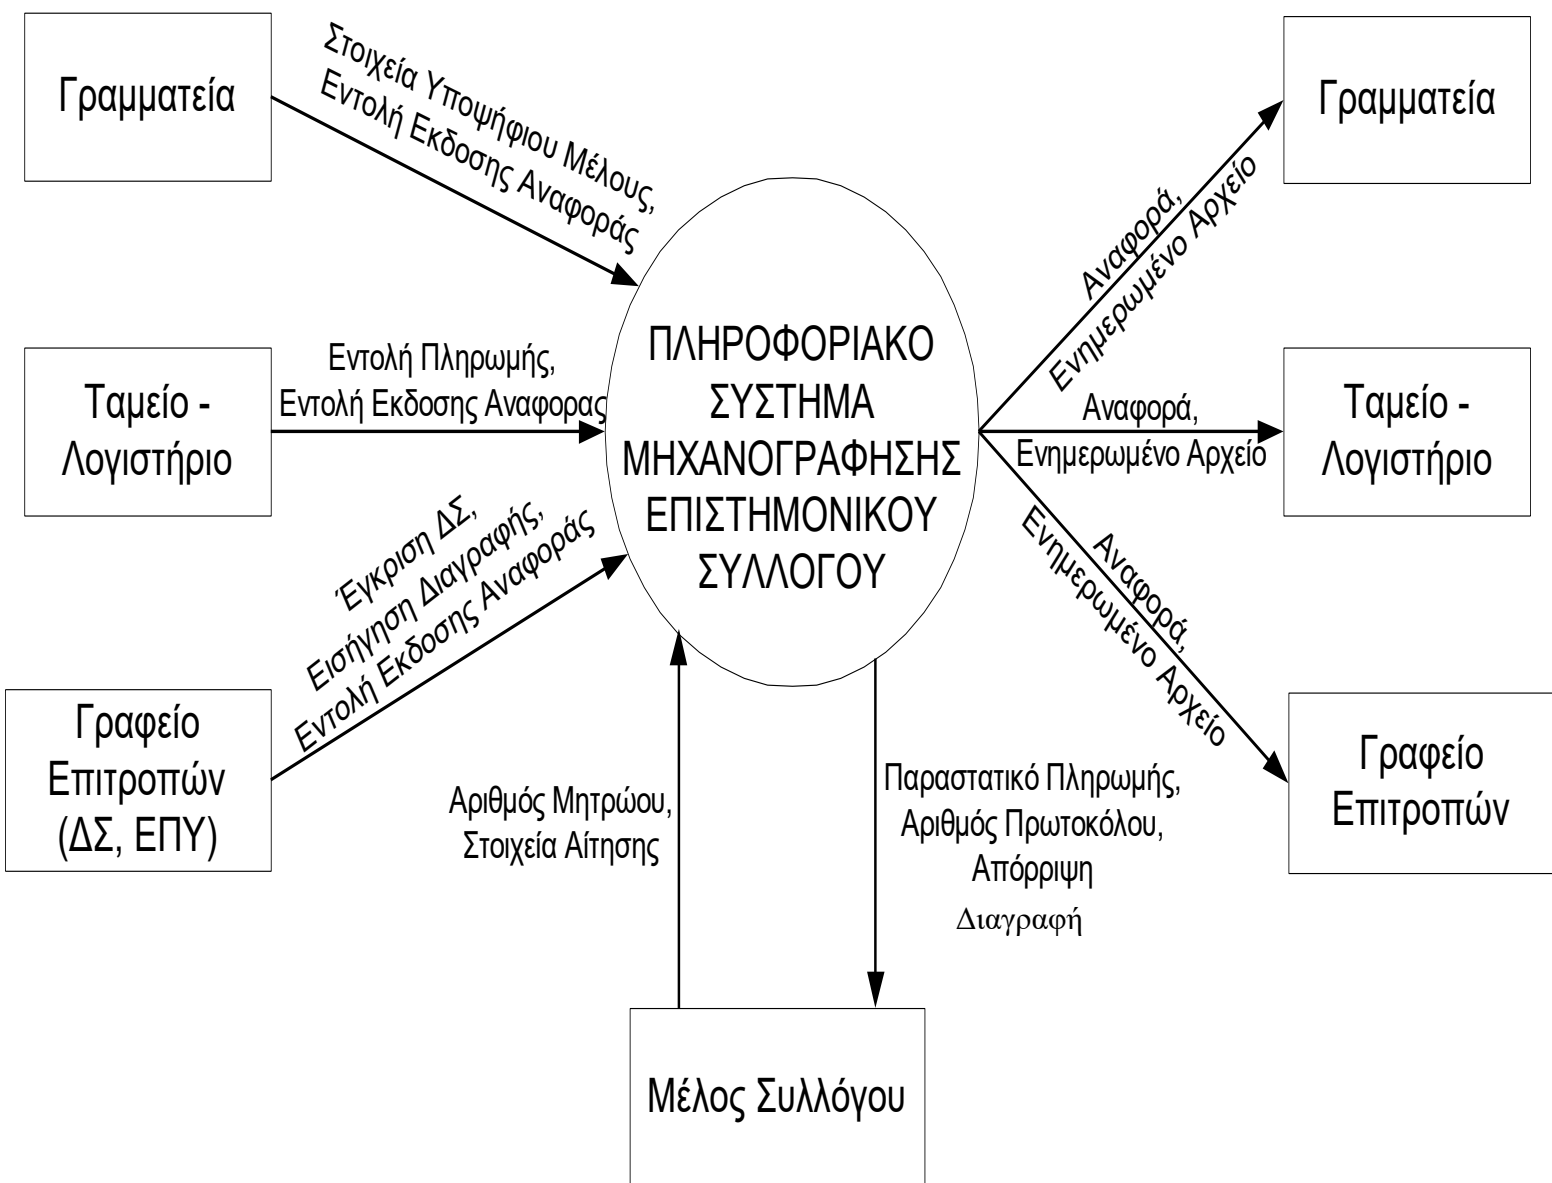 Γραμματεία
Στοιχεία Υποψήφιου Μέλους,
Εντολή Εκδοσης Αναφοράς
Γραμματεία
Αναφορά,
Ενημερωμένο Αρχείο
Ταμείο -
Λογιστήριο
Εντολή Πληρωμής,
Εντολή Εκδοσης Αναφορας
ΠΛΗΡΟΦΟΡΙΑΚΟ
ΣΥΣΤΗΜΑ
ΜΗΧΑΝΟΓΡΑΦΗΣΗΣ
ΕΠΙΣΤΗΜΟΝΙΚΟΥ
ΣΥΛΛΟΓΟΥ
Αναφορά,
Ενημερωμένο Αρχείο
Ταμείο -
Λογιστήριο
Έγκριση ΔΣ,
Εισήγηση Διαγραφής,
Εντολή Εκδοσης Αναφοράς
Αναφορά,
Ενημερωμένο Αρχείο
Γραφείο
Επιτροπών
(ΔΣ, ΕΠΥ)
Αριθμός Μητρώου,
Στοιχεία Αίτησης
Παραστατικό Πληρωμής,
Αριθμός Πρωτοκόλου,
Απόρριψη
Διαγραφή
Γραφείο
Επιτροπών
Μέλος Συλλόγου